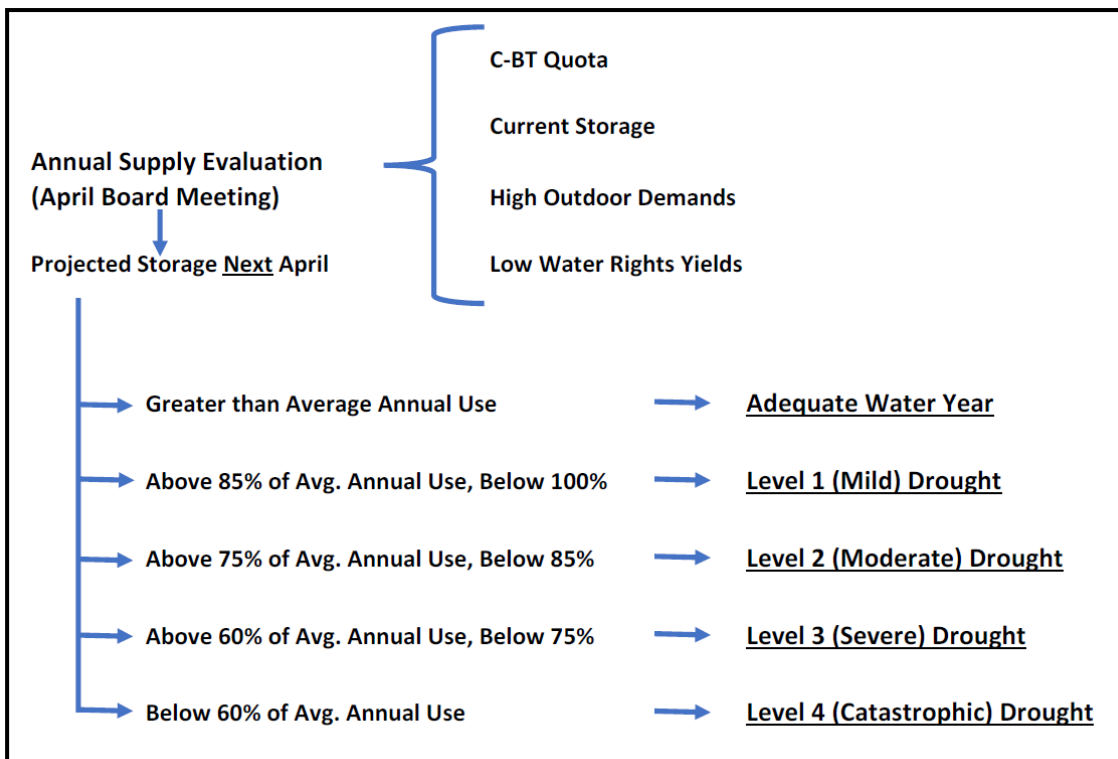 C-BT Quota
Current Storage
Annual Supply Evaluation
(April Board Meeting)
High Outdoor Demands
Projected Storage Next April
Low Water Rights Yields
Greater than Average Annual Use
Adequate Water Year
Above 85% of Avg. Annual Use, Below 100%
Level 1 (Mild) Drought
Above 75% of Avg. Annual Use, Below 85%
Level 2 (Moderate) Drought
Above 60% of Avg. Annual Use, Below 75%
Level 3 (Severe) Drought
Below 60% of Avg. Annual Use
Level 4 (Catastrophic) Drought